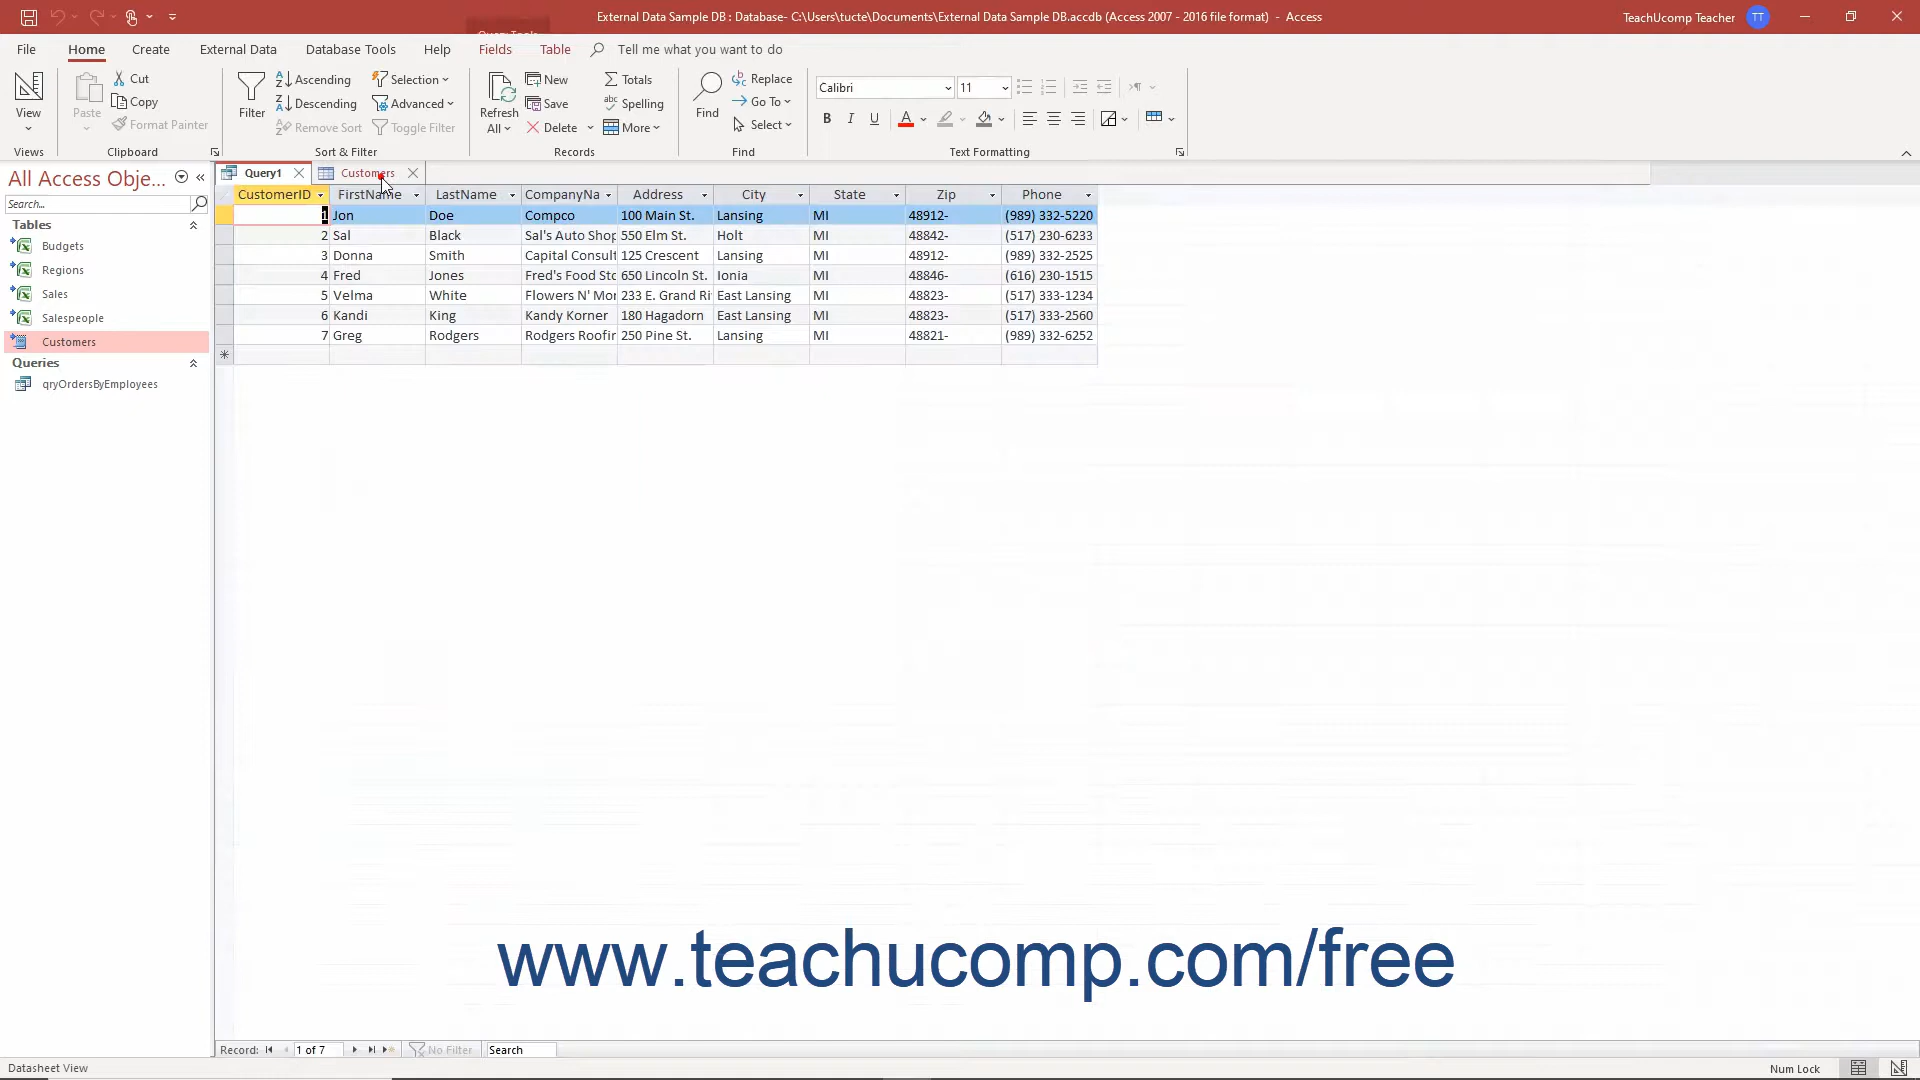 External Data Sample DB : Database- C:\Users\tucte\Documents\External Data Sample DB.accdb (Access 2007 - 2016 file format) - Access
TeachUcomp Teacher TT
File Home Create External Data Database Tools Help Fields Table Tell me what you want to do
View
Views
Paste
Cut
Copy
Format Painter
Clipboard
Filter
Ascending
Descending
Remove Sort
Selection
Advanced
Toggle Filter
Sort & Filter
Refresh
All
New
Save
Delete
Totals
Spelling
More
Records
Find
Replace
Go To
Select
Find
Calibri 11
B I U A
Text Formatting
All Access Obje...
Search...
Tables
Budgets
Regions
Sales
Salespeople
Customers
Queries
qryOrdersByEmployees
Query1 Customers
CustomerID FirstName LastName CompanyNa Address City State Zip Phone
1 Jon Doe Compco 100 Main St. Lansing MI 48912- (989) 332-5220
2 Sal Black Sal's Auto Shop 550 Elm St. Holt MI 48842- (517) 230-6233
3 Donna Smith Capital Consult 125 Crescent Lansing MI 48912- (989) 332-2525
4 Fred Jones Fred's Food Sto 650 Lincoln St. Ionia MI 48846- (616) 230-1515
5 Velma White Flowers N' Mor 233 E. Grand Ri East Lansing MI 48823- (517) 333-1234
6 Kandi King Kandy Korner 180 Hagadorn East Lansing MI 48823- (517) 333-2560
7 Greg Rodgers Rodgers Roofin 250 Pine St. Lansing MI 48821- (989) 332-6252
www.teachucomp.com/free
Record: 1 of 7 No Filter Search
Datasheet View
Num Lock